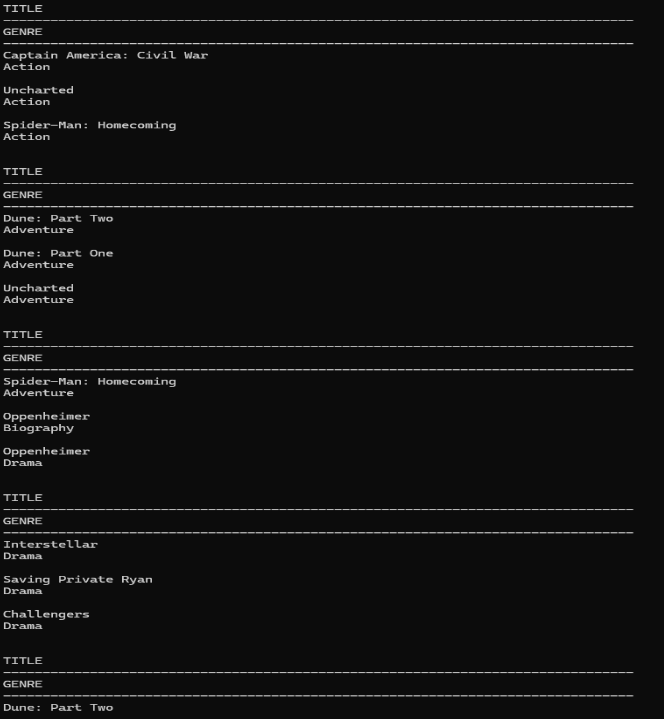 TITLE
--------------------------------------------------------------------------------
GENRE
--------------------------------------------------------------------------------
Captain America: Civil War
Action

Uncharted
Action

Spider-Man: Homecoming
Action

TITLE
--------------------------------------------------------------------------------
GENRE
--------------------------------------------------------------------------------
Dune: Part Two
Adventure

Dune: Part One
Adventure

Uncharted
Adventure

TITLE
--------------------------------------------------------------------------------
GENRE
--------------------------------------------------------------------------------
Spider-Man: Homecoming
Adventure

Oppenheimer
Biography

Oppenheimer
Drama

TITLE
--------------------------------------------------------------------------------
GENRE
--------------------------------------------------------------------------------
Interstellar
Drama

Saving Private Ryan
Drama

Challengers
Drama

TITLE
--------------------------------------------------------------------------------
GENRE
--------------------------------------------------------------------------------
Dune: Part Two